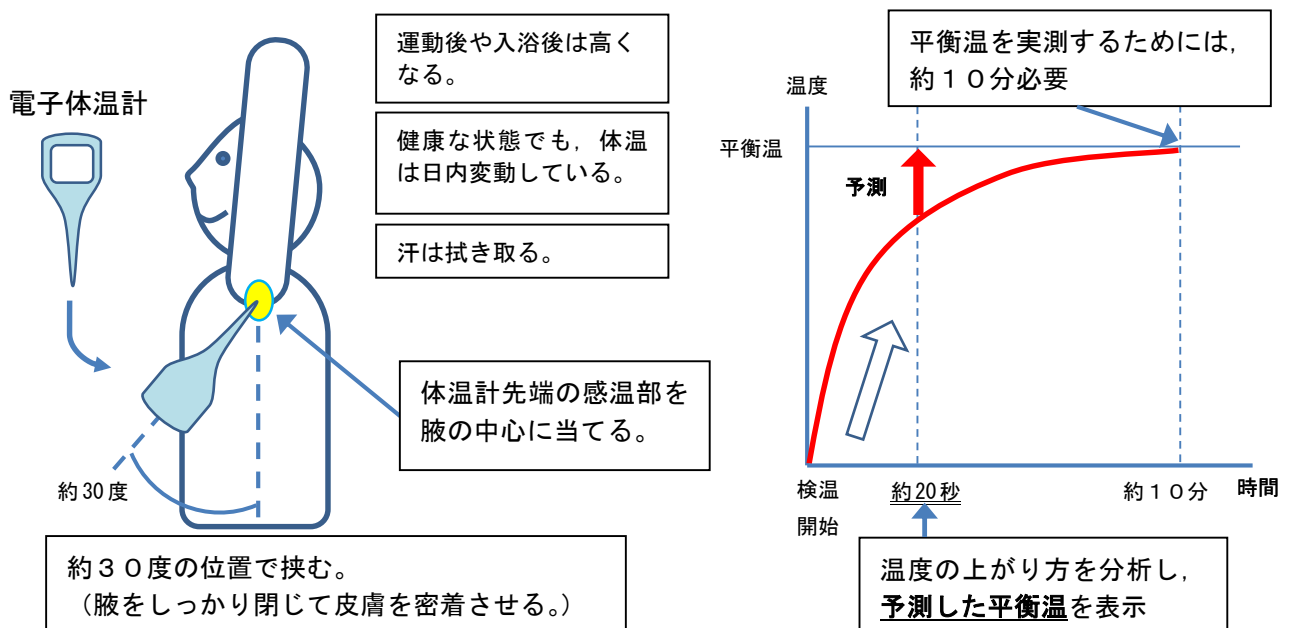 電子体温計
運動後や入浴後は高く
なる。
健康な状態でも，体温
は日内変動している。
汗は拭き取る。
体温計先端の感温部を
腋の中心に当てる。
約30度
約３０度の位置で挟む。
（腋をしっかり閉じて皮膚を密着させる。）
平衡温を実測するためには，
約１０分必要
温度
平衡温
予測
検温
開始
約20秒
約１０分
時間
温度の上がり方を分析し，
予測した平衡温を表示